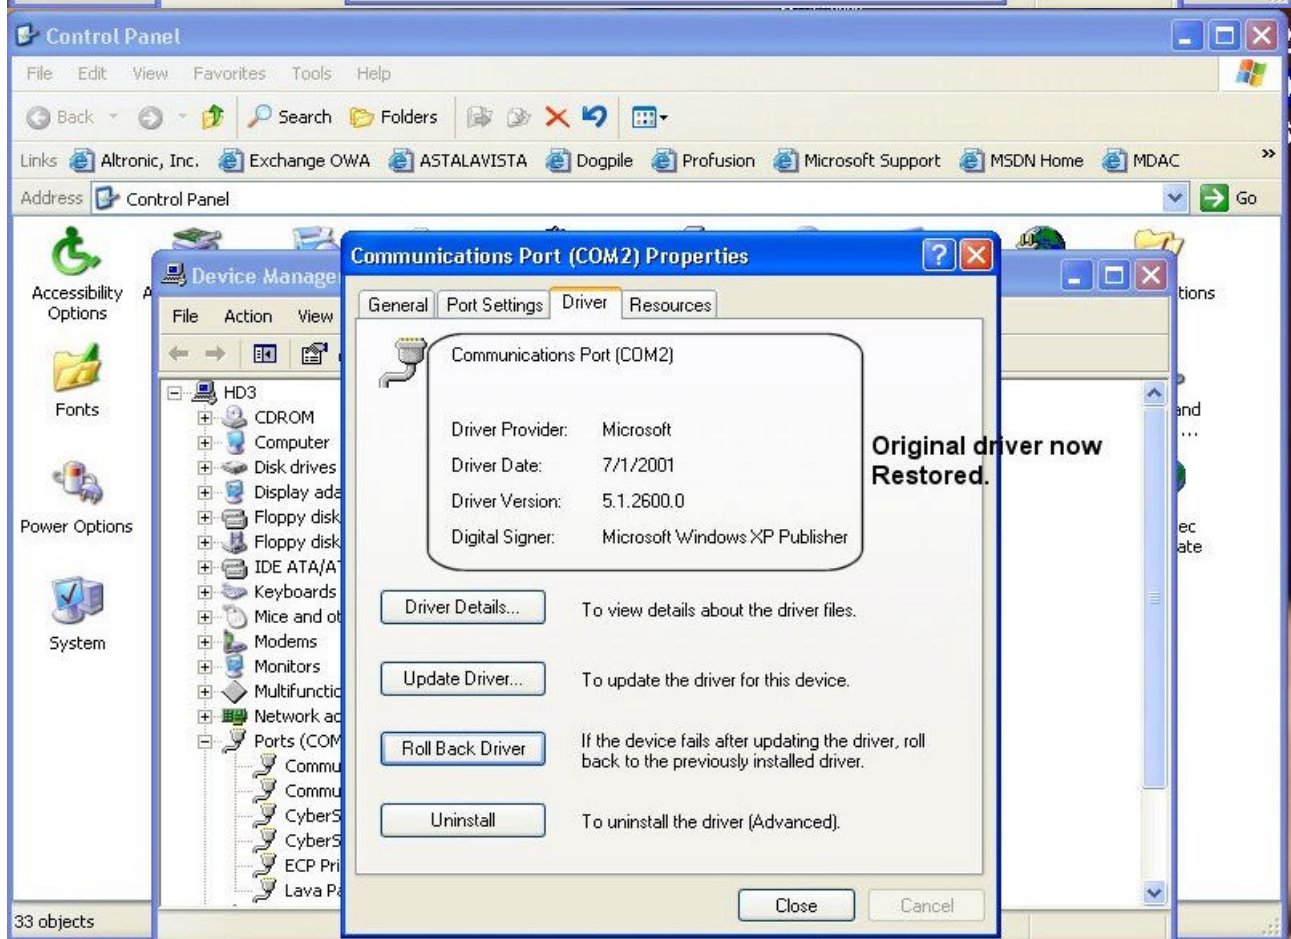 Control Panel
File Edit View Favorites Tools Help
Back Search Folders
Links Altronic, Inc. Exchange OWA ASTALAVISTA Dogpile Profusion Microsoft Support MSDN Home MDAC »
Address Control Panel Go
Accessibility Options
Fonts
Power Options
System
33 objects
Device Manage
File Action View
HD3
CDROM
Computer
Disk drives
Display ada
Floppy disk
Floppy disk
IDE ATA/AT
Keyboards
Mice and ot
Modems
Monitors
Multifunctio
Network ad
Ports (COM
Commu
Commu
CyberS
CyberS
ECP Pri
Lava Pa
Communications Port (COM2) Properties
General Port Settings Driver Resources
Communications Port (COM2)
Driver Provider: Microsoft
Driver Date: 7/1/2001
Driver Version: 5.1.2600.0
Digital Signer: Microsoft Windows XP Publisher
Original driver now
Restored.
Driver Details... To view details about the driver files.
Update Driver... To update the driver for this device.
Roll Back Driver If the device fails after updating the driver, roll
back to the previously installed driver.
Uninstall To uninstall the driver (Advanced).
Close Cancel
tions
and
...
ec
ate